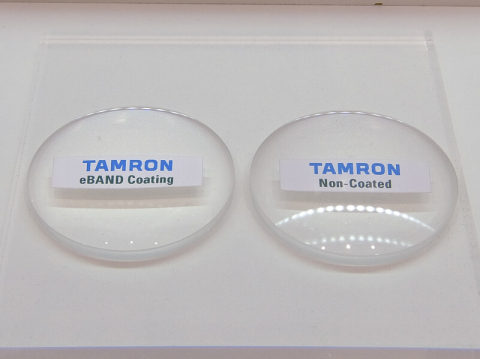 TAMRON
eBAND Coating
TAMRON
Non-Coated